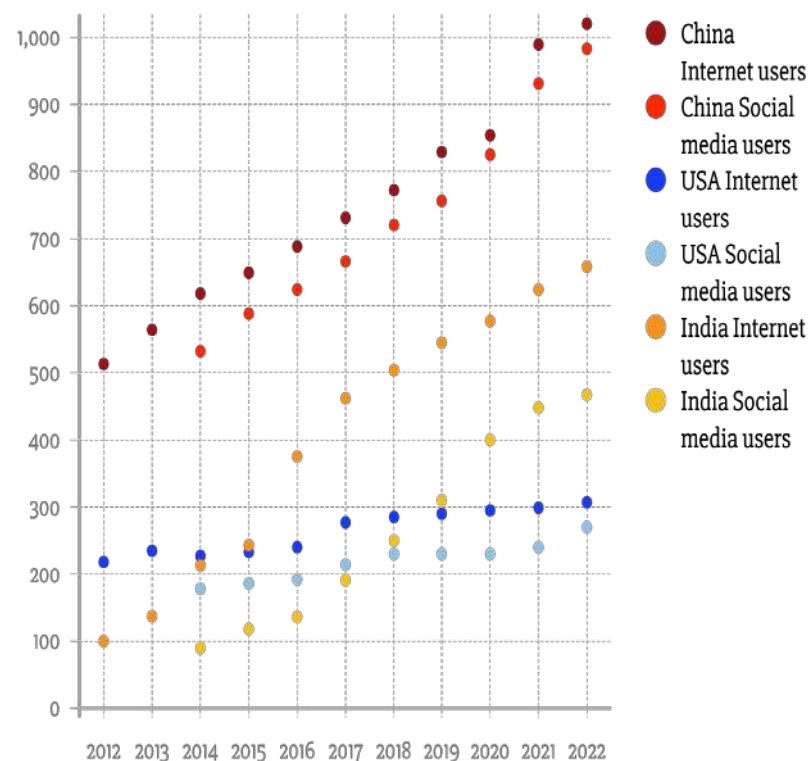 1,000
900
800
700
600
500
400
300
200
100
0
2012 2013 2014 2015 2016 2017 2018 2019 2020 2021 2022
China
Internet users
China Social
media users
USA Internet
users
USA Social
media users
India Internet
users
India Social
media users